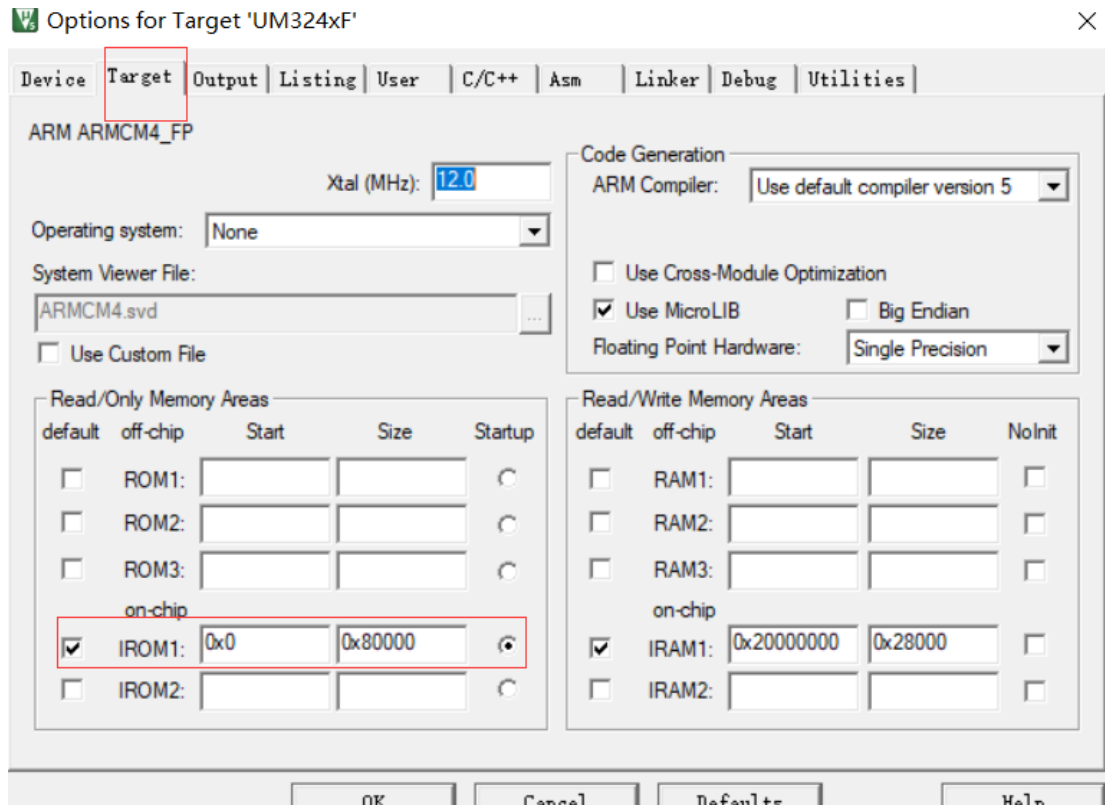 Options for Target 'UM324xF'
Device Target Output Listing User C/C++ Asm Linker Debug Utilities
ARM ARMCM4_FP
Xtal (MHz): 12.0
Operating system: None
System Viewer File:
ARMCM4.svd ...
Use Custom File
Code Generation
ARM Compiler: Use default compiler version 5
Use Cross-Module Optimization
Use MicroLIB Big Endian
Floating Point Hardware: Single Precision
Read/Only Memory Areas
default off-chip Start Size Startup
ROM1:
ROM2:
ROM3:
on-chip
IROM1: 0x0 0x80000
IROM2:
Read/Write Memory Areas
default off-chip Start Size NoInit
RAM1:
RAM2:
RAM3:
on-chip
IRAM1: 0x20000000 0x28000
IRAM2:
OK Cancel Defaults Help